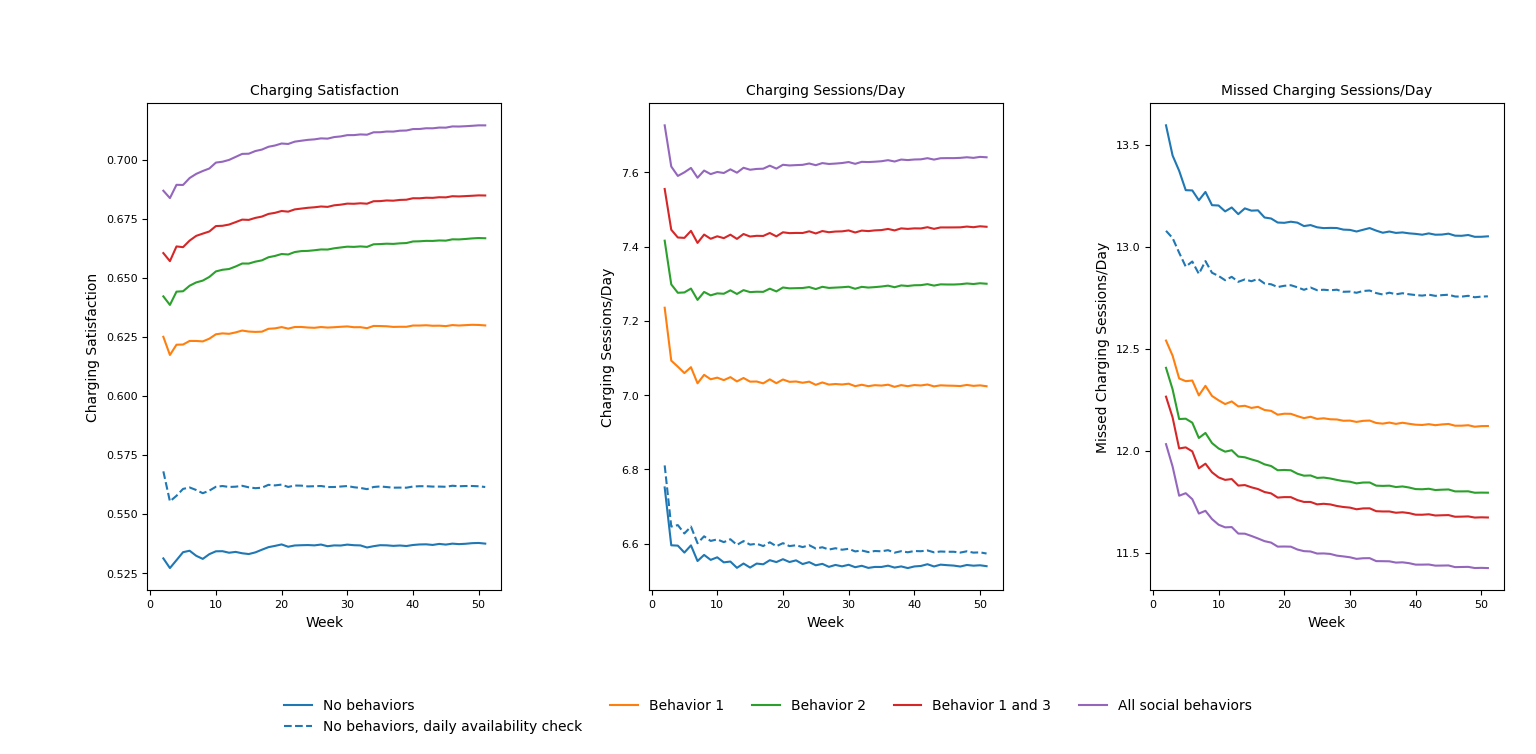 Charging Satisfaction
Charging Satisfaction
0.700
0.675
0.650
0.625
0.600
0.575
0.550
0.525
0 10 20 30 40 50
Week
Charging Sessions/Day
Charging Sessions/Day
7.6
7.4
7.2
7.0
6.8
6.6
0 10 20 30 40 50
Week
Missed Charging Sessions/Day
Missed Charging Sessions/Day
13.5
13.0
12.5
12.0
11.5
0 10 20 30 40 50
Week
No behaviors
No behaviors, daily availability check
Behavior 1
Behavior 2
Behavior 1 and 3
All social behaviors